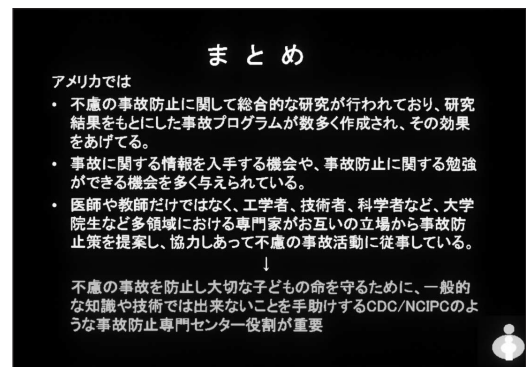 まとめ
アメリカでは
• 不慮の事故防止に関して総合的な研究が行われており、研究
結果をもとにした事故プログラムが数多く作成され、その効果
をあげてる。
• 事故に関する情報を入手する機会や、事故防止に関する勉強
ができる機会を多く与えられている。
• 医師や教師だけではなく、工学者、技術者、科学者など、大学
院生など多領域における専門家がお互いの立場から事故防
止策を提案し、協力しあって不慮の事故活動に従事している。
↓
不慮の事故を防止し大切な子どもの命を守るために、一般的
な知識や技術では出来ないことを手助けするCDC/NCIPCのよ
うな事故防止専門センター役割が重要